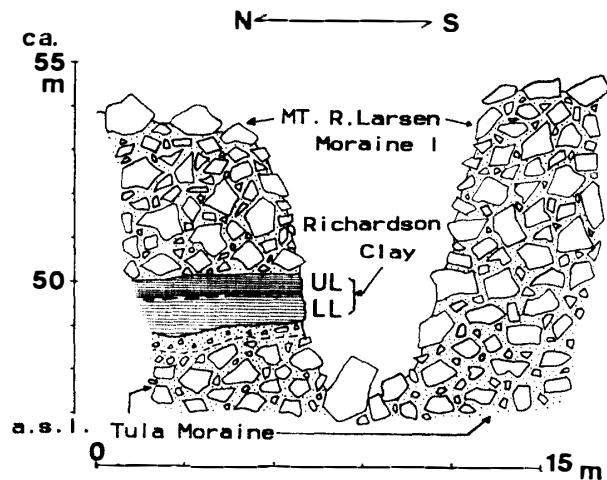 N S
ca.
55
m
MT. R.Larsen
Moraine I
Richardson
Clay
50
UL
LL
a.s.l. Tula Moraine
0 15 m